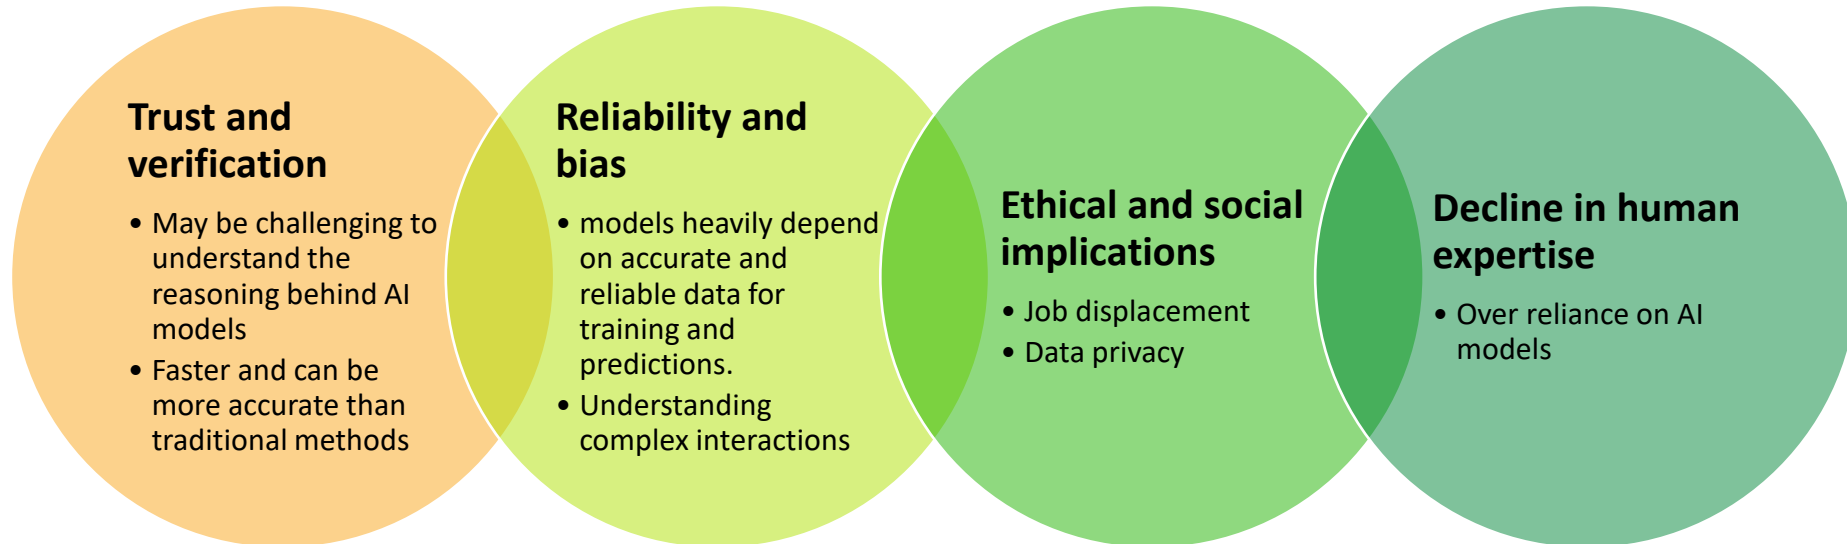 Trust and
verification
• May be challenging to
understand the
reasoning behind AI
models
• Faster and can be
more accurate than
traditional methods
Reliability and
bias
• models heavily depend
on accurate and
reliable data for
training and
predictions.
• Understanding
complex interactions
Ethical and social
implications
• Job displacement
• Data privacy
Decline in human
expertise
• Over reliance on AI
models